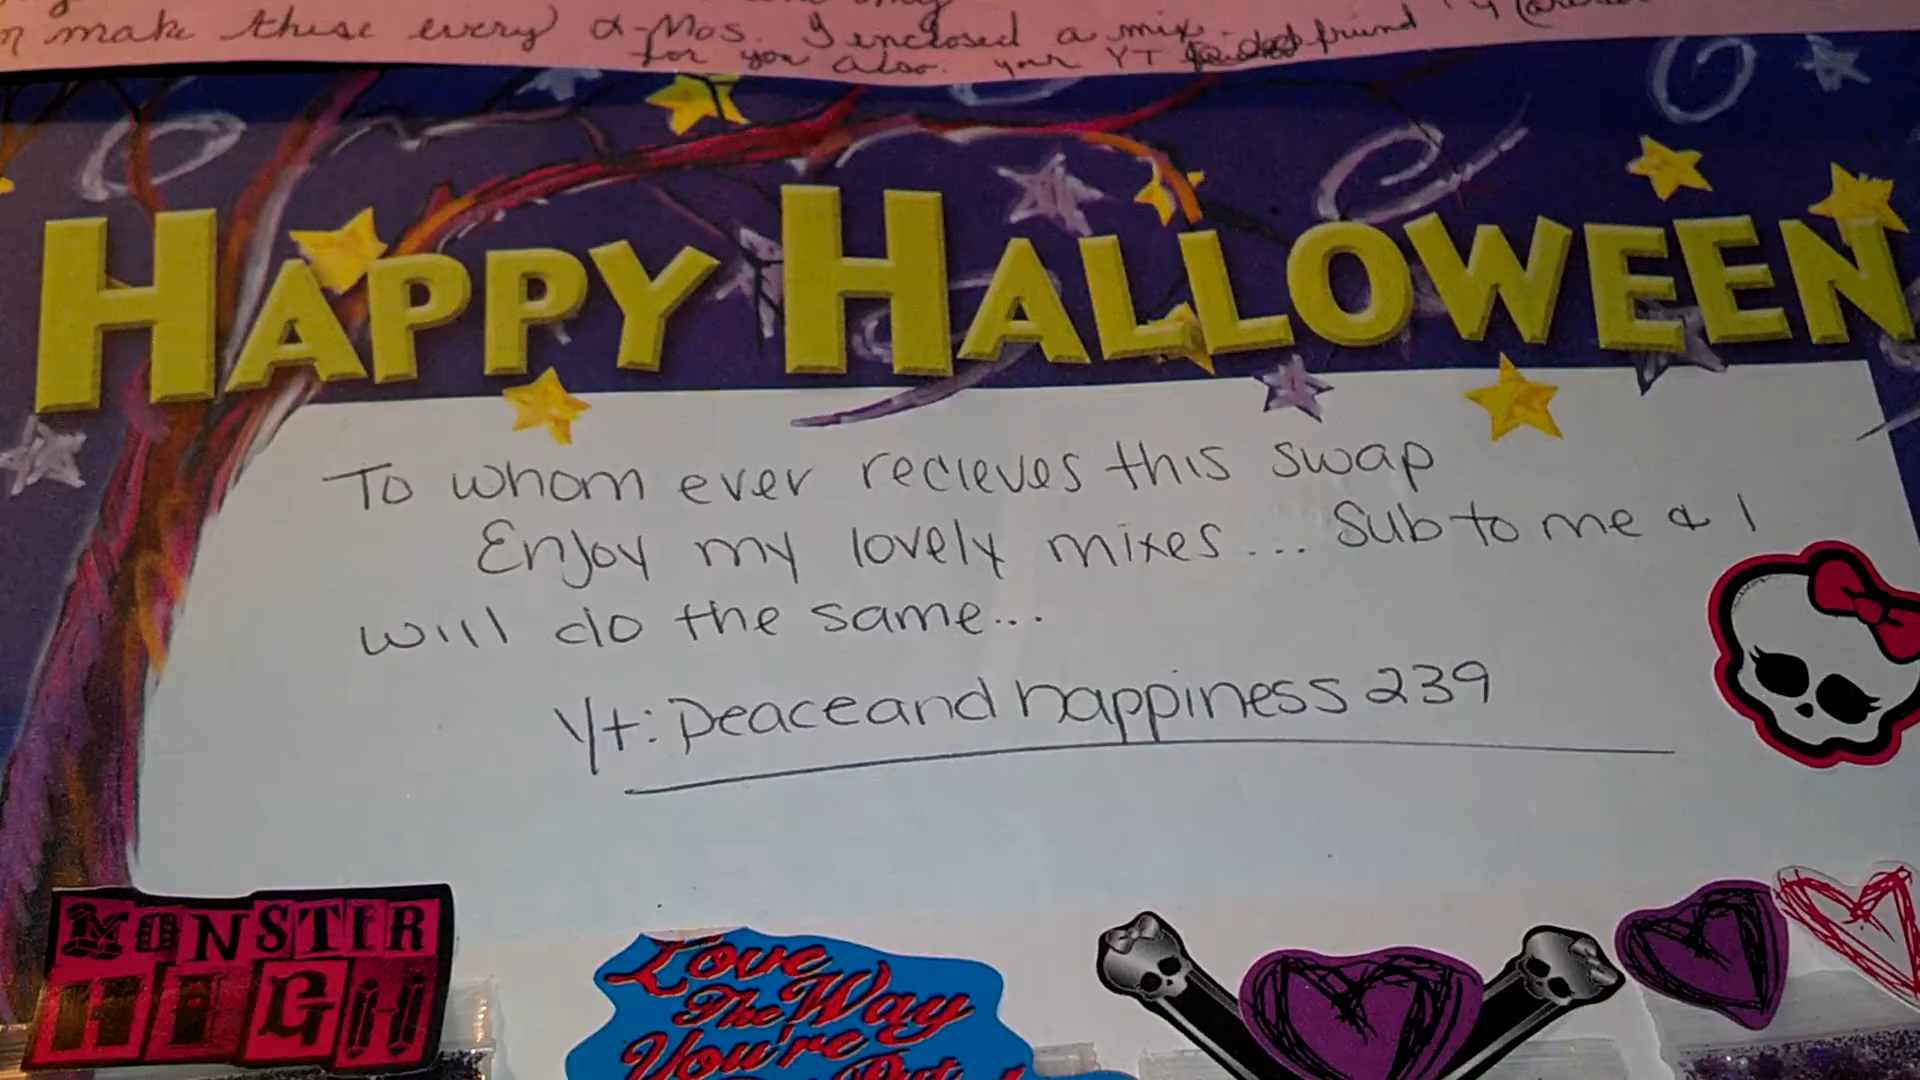 make these every X-Mas. I enclosed a mix
for you also. your YT friend
HAPPY HALLOWEEN
To whom ever recieves this swap
Enjoy my lovely mixes... Sub to me & I
will do the same...
Yt: Peaceandhappiness239
MONSTER
HIGH
Love
The Way
You're